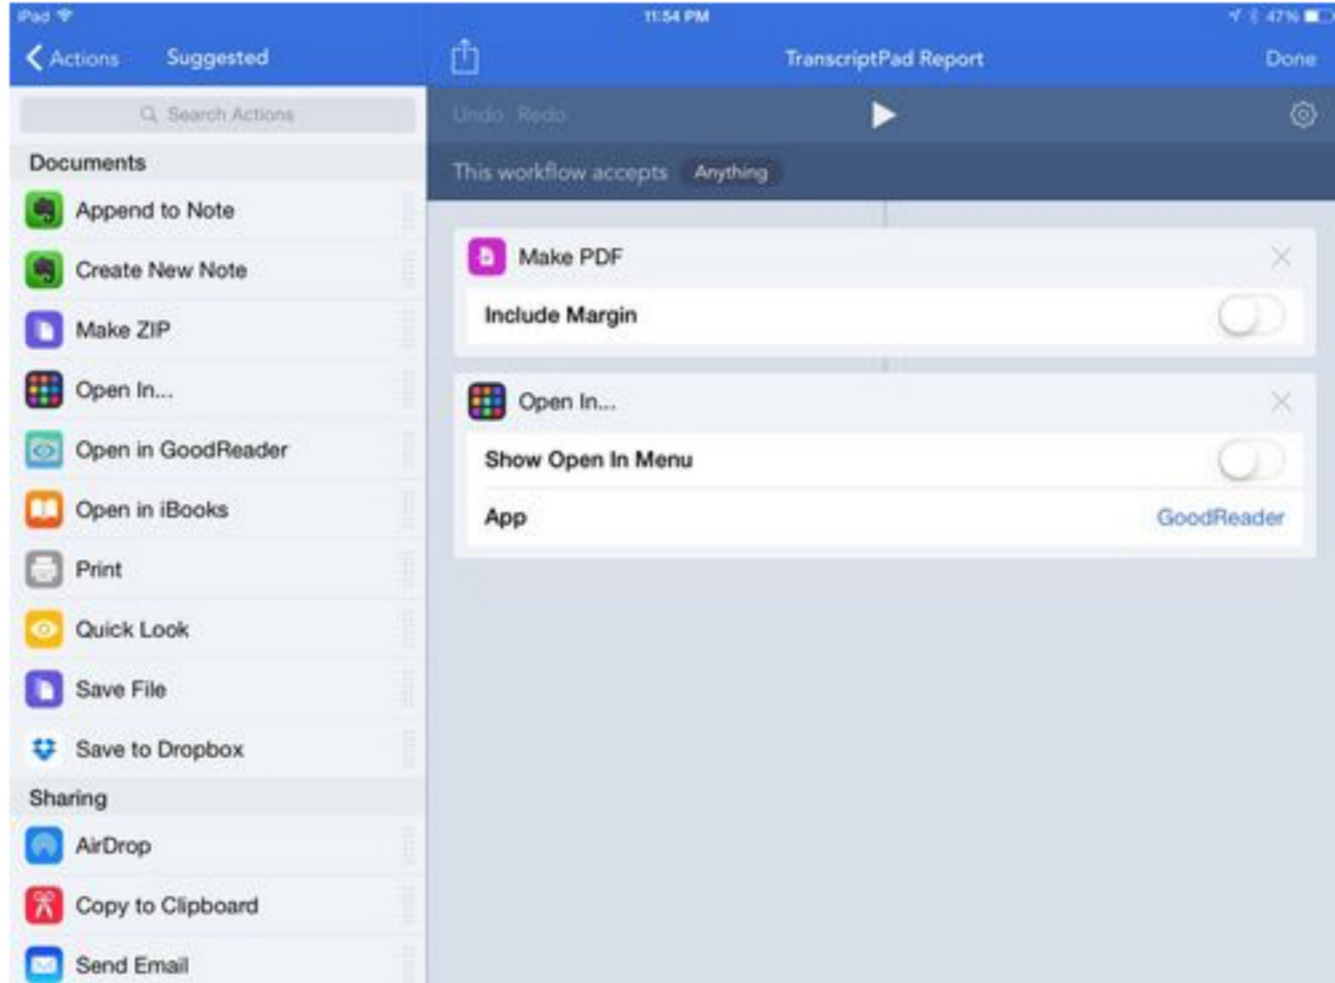 iPad
11:54 PM
47%
Actions
Suggested
TranscriptPad Report
Done
Search Actions
Undo Redo
This workflow accepts Anything
Documents
Append to Note
Create New Note
Make ZIP
Open In...
Open in GoodReader
Open in iBooks
Print
Quick Look
Save File
Save to Dropbox
Sharing
AirDrop
Copy to Clipboard
Send Email
Make PDF
Include Margin
Open In...
Show Open In Menu
App GoodReader